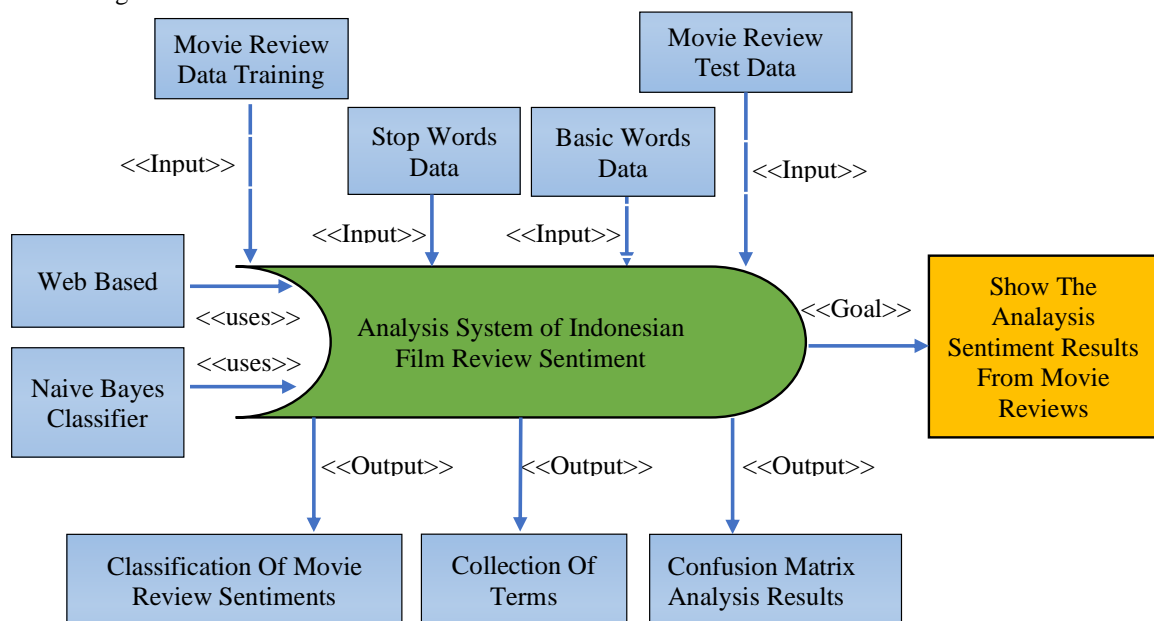 Movie Review
Data Training
Movie Review
Test Data
Stop Words
Data
Basic Words
Data
<<Input>>
<<Input>>
<<Input>>
<<Input>>
Web Based
<<uses>>
<<uses>>
Naive Bayes
Classifier
Analysis System of Indonesian
Film Review Sentiment
<<Goal>>
Show The
Analaysis
Sentiment Results
From Movie
Reviews
<<Output>>
<<Output>>
<<Output>>
Classification Of Movie
Review Sentiments
Collection Of
Terms
Confusion Matrix
Analysis Results